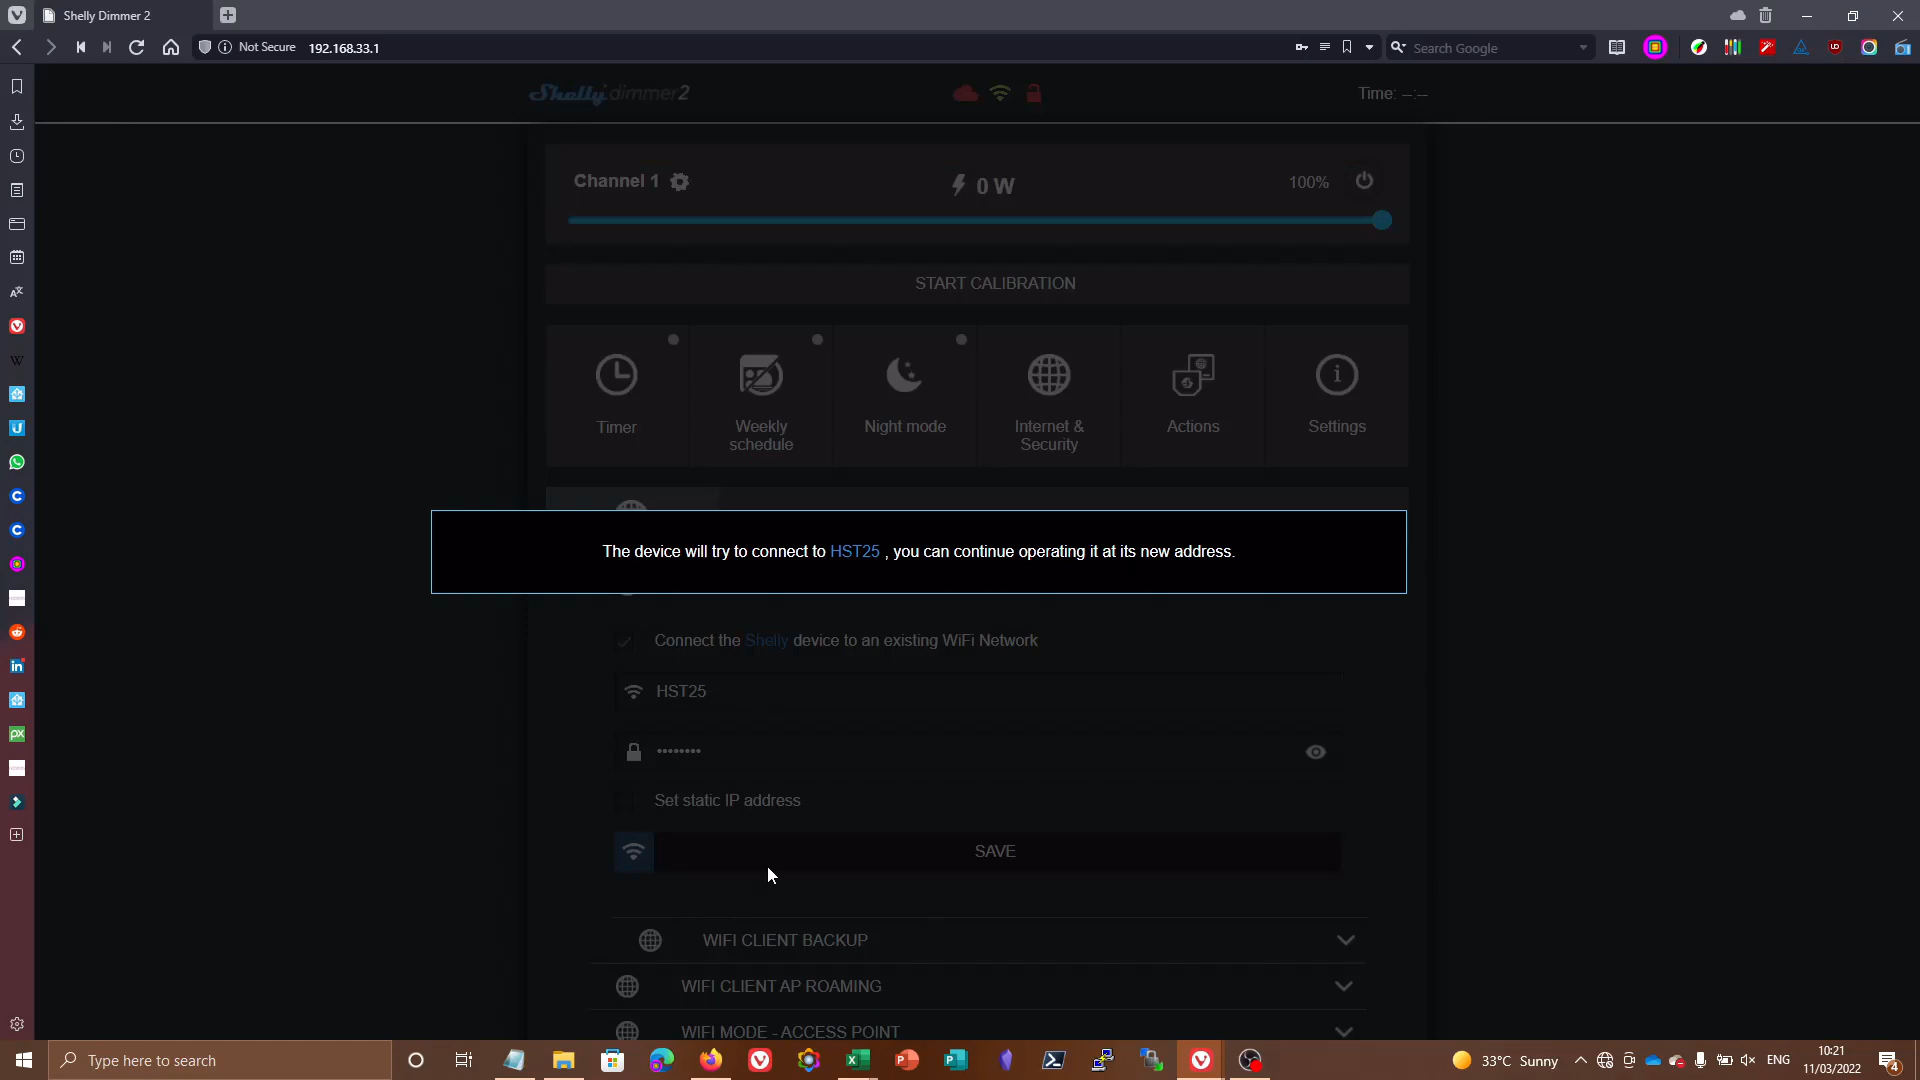 Shelly Dimmer 2
Not Secure 192.168.33.1
Search Google
Shelly dimmer2
Time: --:--
Channel 1
0 W
100%
START CALIBRATION
Timer
Weekly
schedule
Night mode
Internet &
Security
Actions
Settings
The device will try to connect to HST25 , you can continue operating it at its new address.
Connect the Shelly device to an existing WiFi Network
HST25
••••••••
Set static IP address
SAVE
WIFI CLIENT BACKUP
WIFI CLIENT AP ROAMING
WIFI MODE - ACCESS POINT
Type here to search
33°C Sunny
ENG
10:21
11/03/2022
4